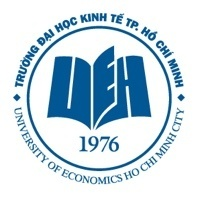 TRƯỜNG ĐẠI HỌC KINH TẾ TP. HỒ CHÍ MINH
UEH
1976
UNIVERSITY OF ECONOMICS HO CHI MINH CITY